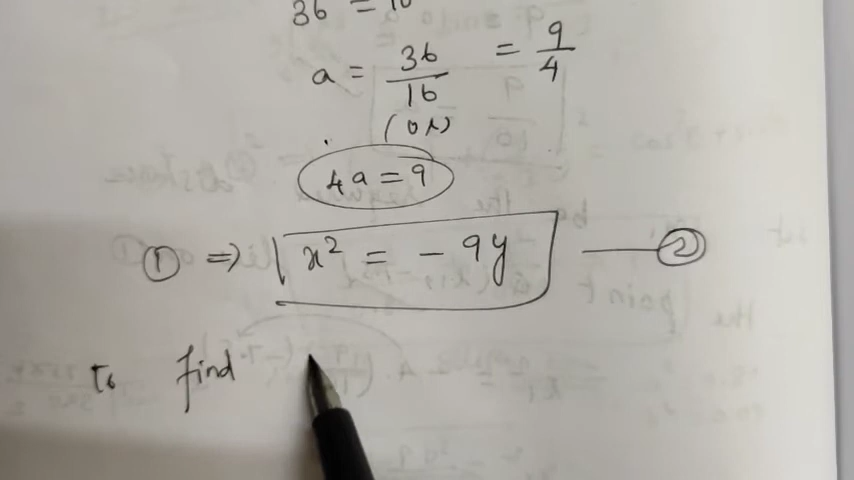 36 = 16
a = 36/16 = 9/4
(or)
4a = 9
① ⇒ x² = - 9y —— ②
To find